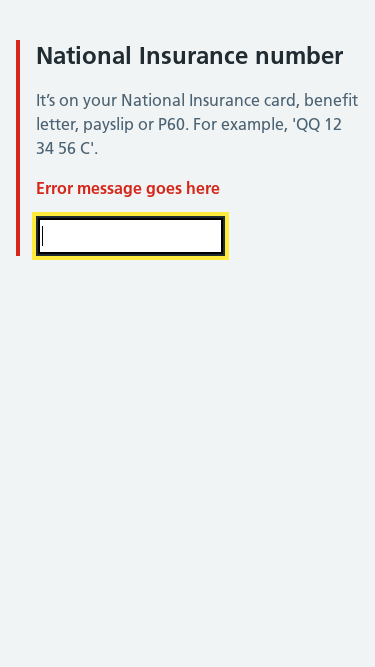 National Insurance number
It’s on your National Insurance card, benefit
letter, payslip or P60. For example, 'QQ 12
34 56 C'.
Error message goes here